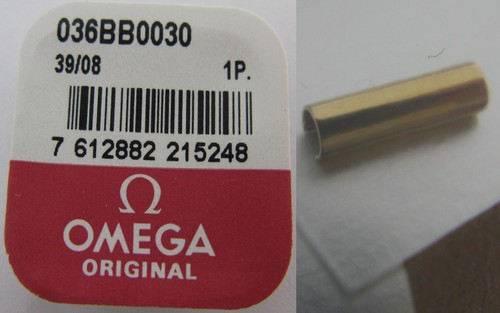 036BB0030
39/08 1P.
7 612882 215248
Ω
OMEGA
ORIGINAL